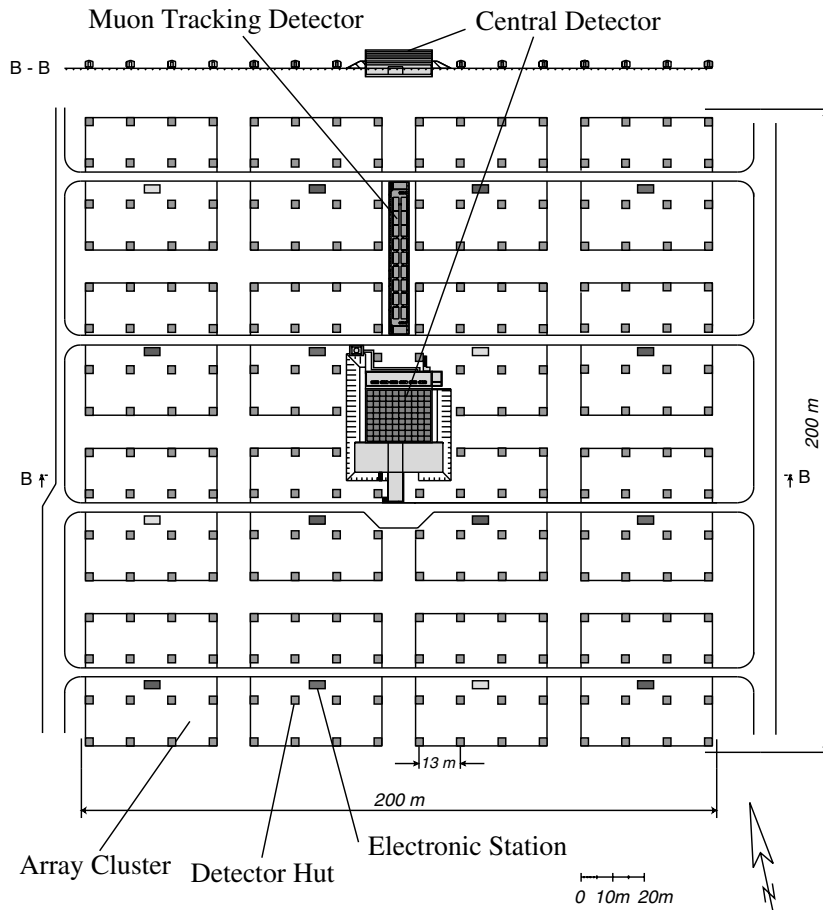 Muon Tracking Detector
Central Detector
B - B
200 m
B
B
13 m
200 m
Array Cluster
Detector Hut
Electronic Station
0 10m 20m
N